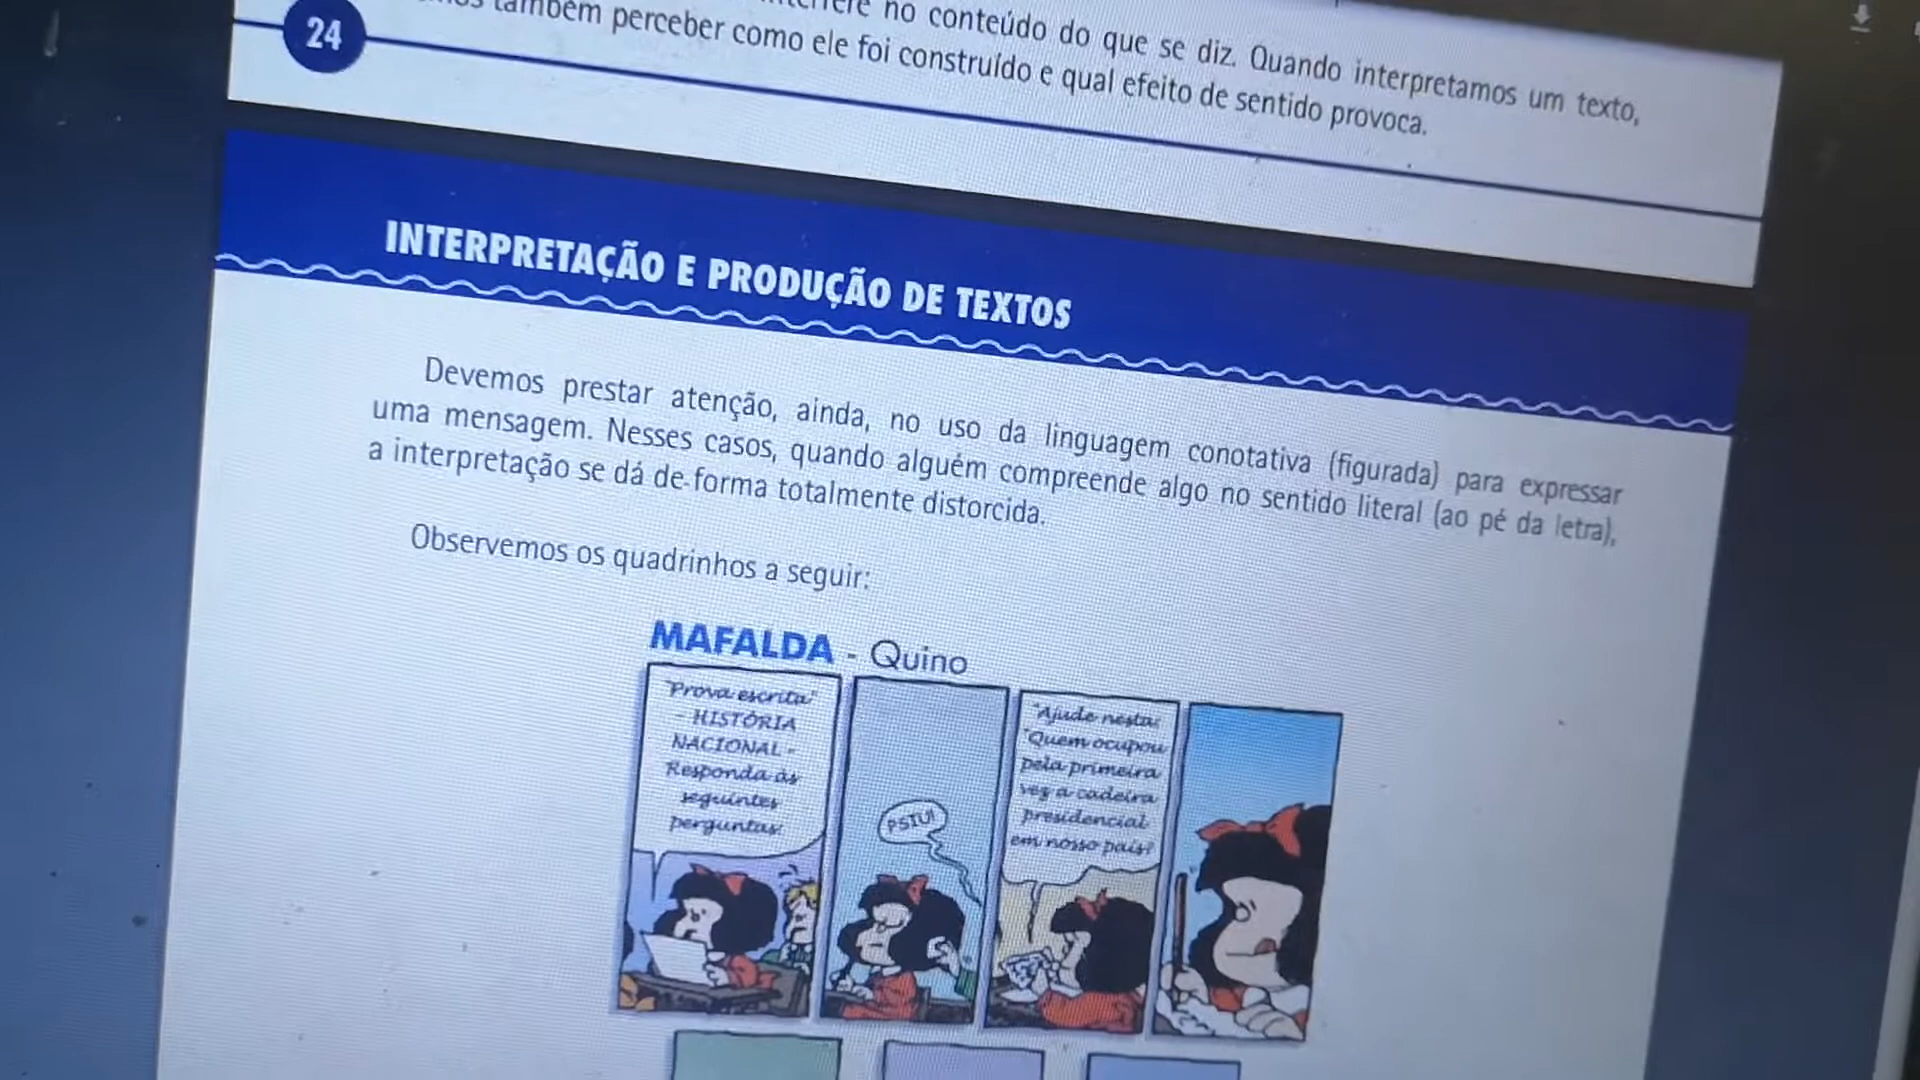 no conteúdo do que se diz. Quando interpretamos um texto,
também perceber como ele foi construído e qual efeito de sentido provoca.
24
INTERPRETAÇÃO E PRODUÇÃO DE TEXTOS
Devemos prestar atenção, ainda, no uso da linguagem conotativa (figurada) para expressar
uma mensagem. Nesses casos, quando alguém compreende algo no sentido literal (ao pé da letra),
a interpretação se dá de forma totalmente distorcida.
Observemos os quadrinhos a seguir:
MAFALDA - Quino
"Prova escrita"
- HISTÓRIA
NACIONAL -
Responda às
seguintes
perguntas:
PSIU!
"Ajude nesta:
"Quem ocupou
pela primeira
vez a cadeira
presidencial
em nosso país?